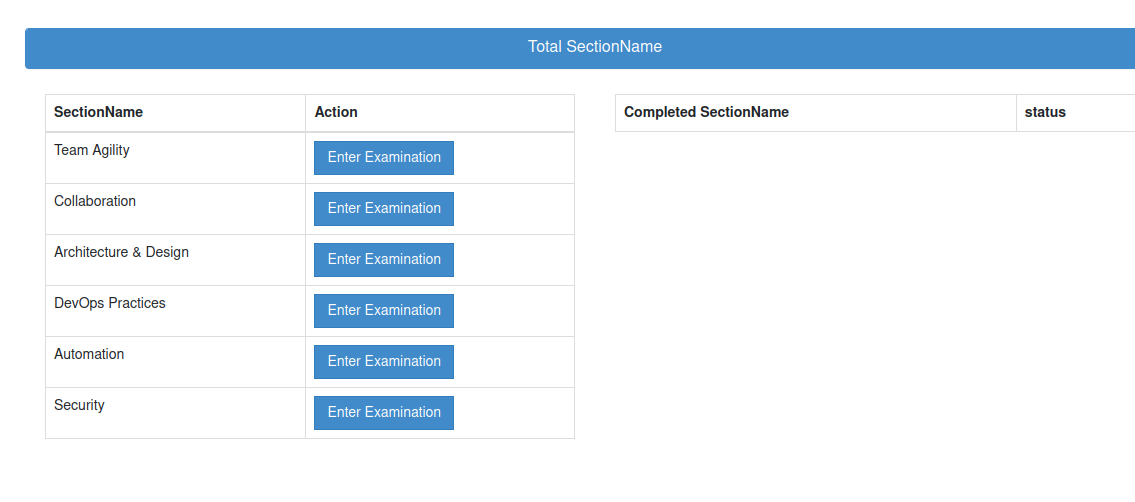 Total SectionName
SectionName Action
Team Agility Enter Examination
Collaboration Enter Examination
Architecture & Design Enter Examination
DevOps Practices Enter Examination
Automation Enter Examination
Security Enter Examination
Completed SectionName status